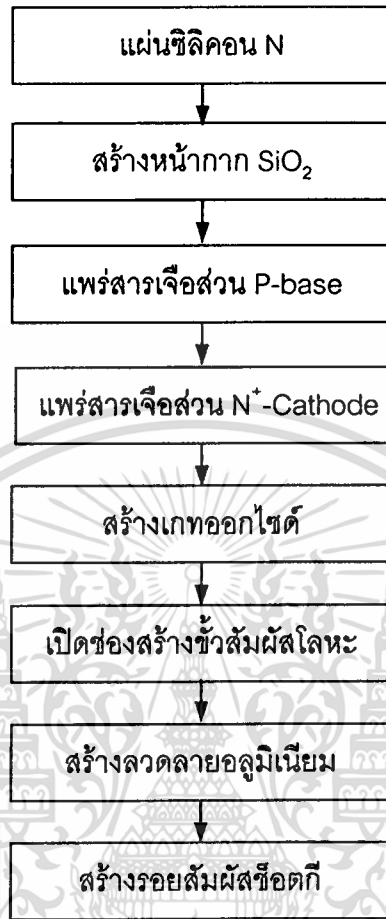 แผ่นซิลิคอน N
สร้างหน้ากาก SiO₂
แพร่สารเจือส่วน P-base
แพร่สารเจือส่วน N⁺-Cathode
สร้างเกทออกไซด์
เปิดช่องสร้างขั้วสัมผัสโลหะ
สร้างลวดลายอลูมิเนียม
สร้างรอยสัมผัสช็อตกี